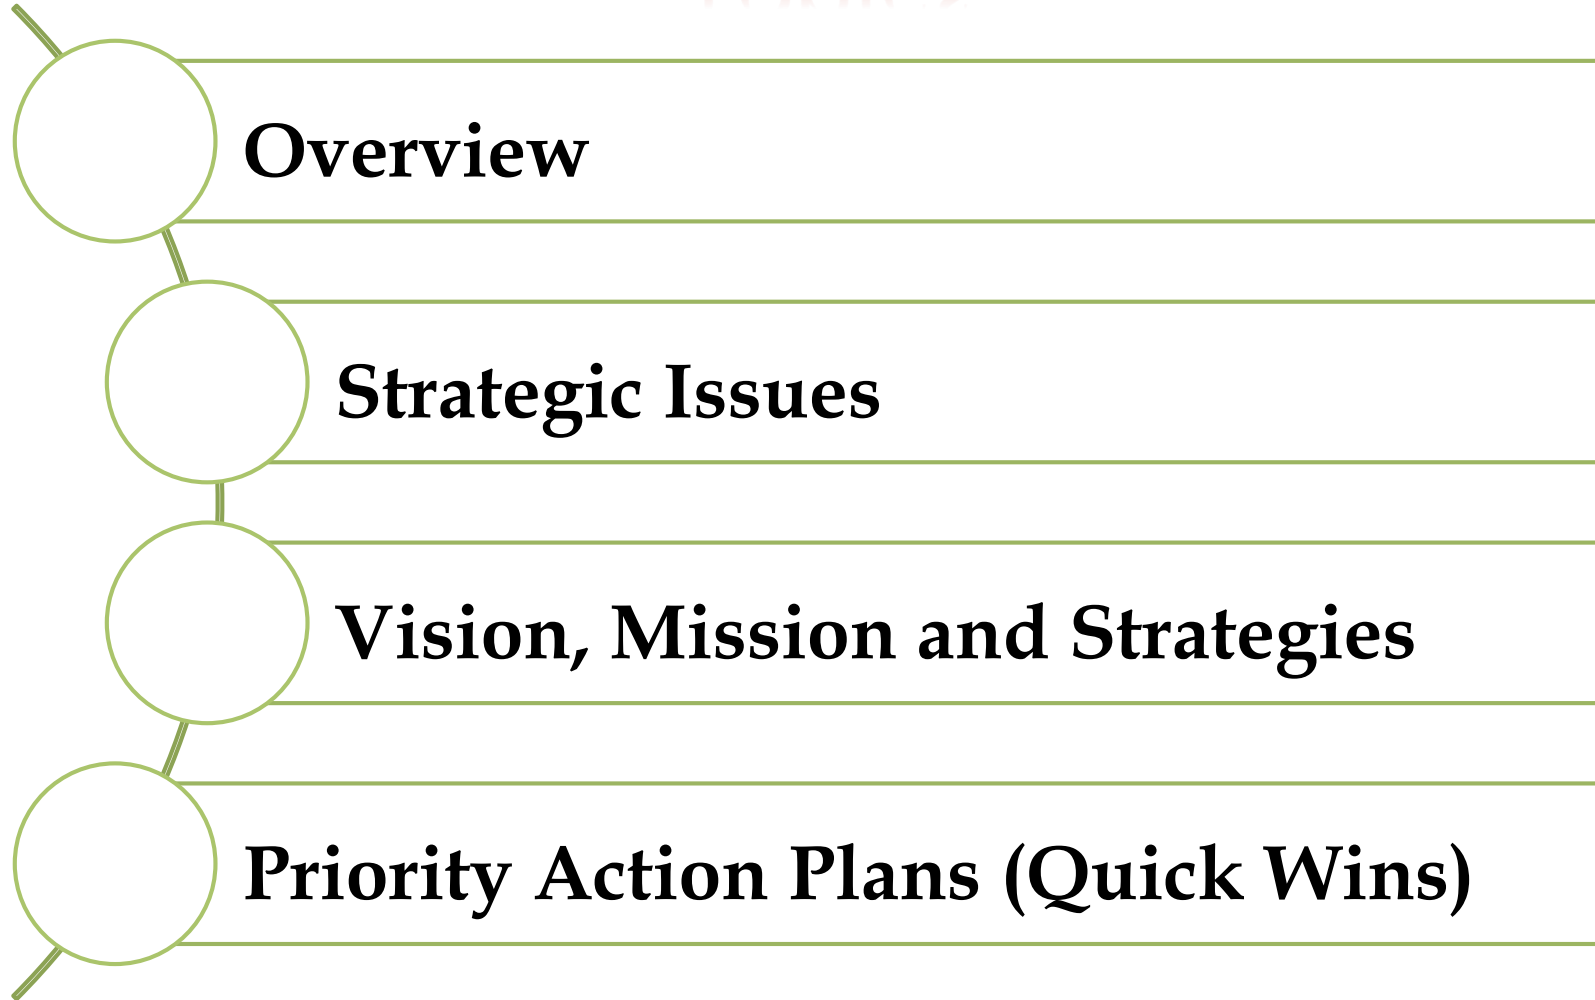 Overview
Strategic Issues
Vision, Mission and Strategies
Priority Action Plans (Quick Wins)